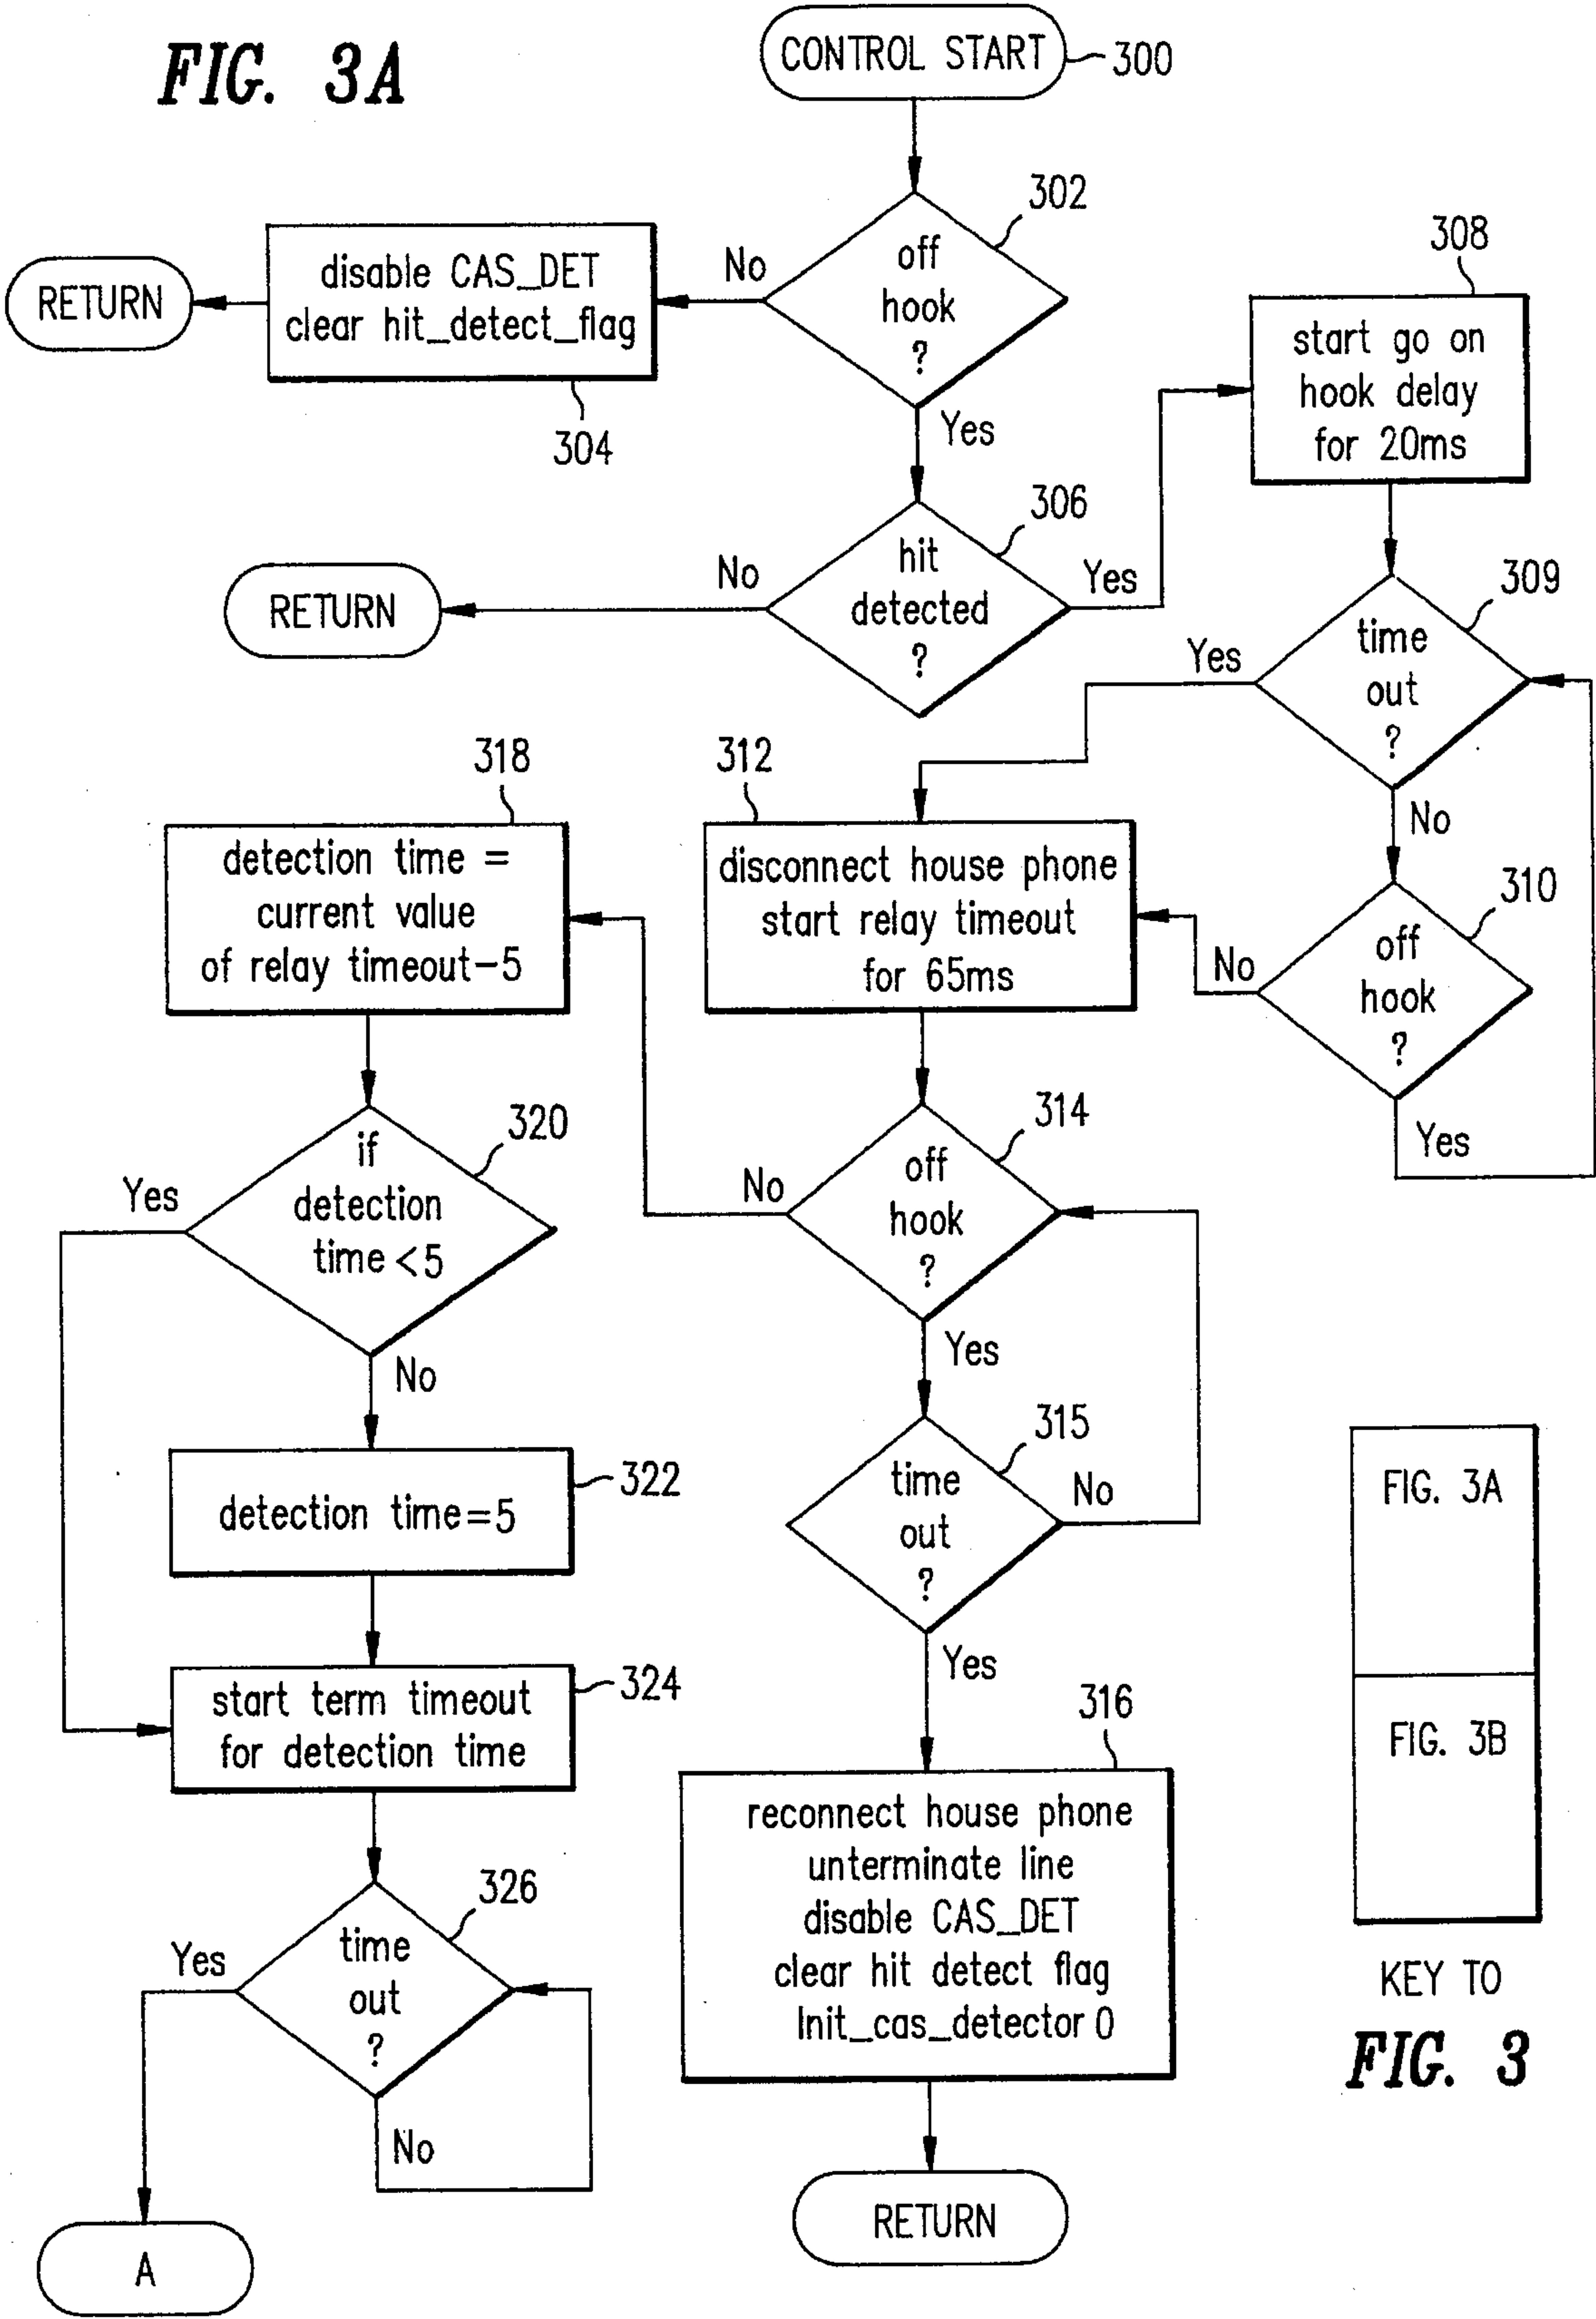 FIG. 3A
CONTROL START
300
302
off
hook
?
No
disable CAS_DET
clear hit_detect_flag
304
RETURN
Yes
306
hit
detected
?
No
RETURN
Yes
308
start go on
hook delay
for 20ms
309
time
out
?
Yes
No
310
off
hook
?
No
Yes
312
disconnect house phone
start relay timeout
for 65ms
314
off
hook
?
No
Yes
315
time
out
?
No
Yes
316
reconnect house phone
unterminate line
disable CAS_DET
clear hit detect flag
Init_cas_detector 0
RETURN
318
detection time =
current value
of relay timeout-5
320
if
detection
time <5
Yes
No
322
detection time=5
324
start term timeout
for detection time
326
time
out
?
Yes
No
A
FIG. 3A
FIG. 3B
KEY TO
FIG. 3